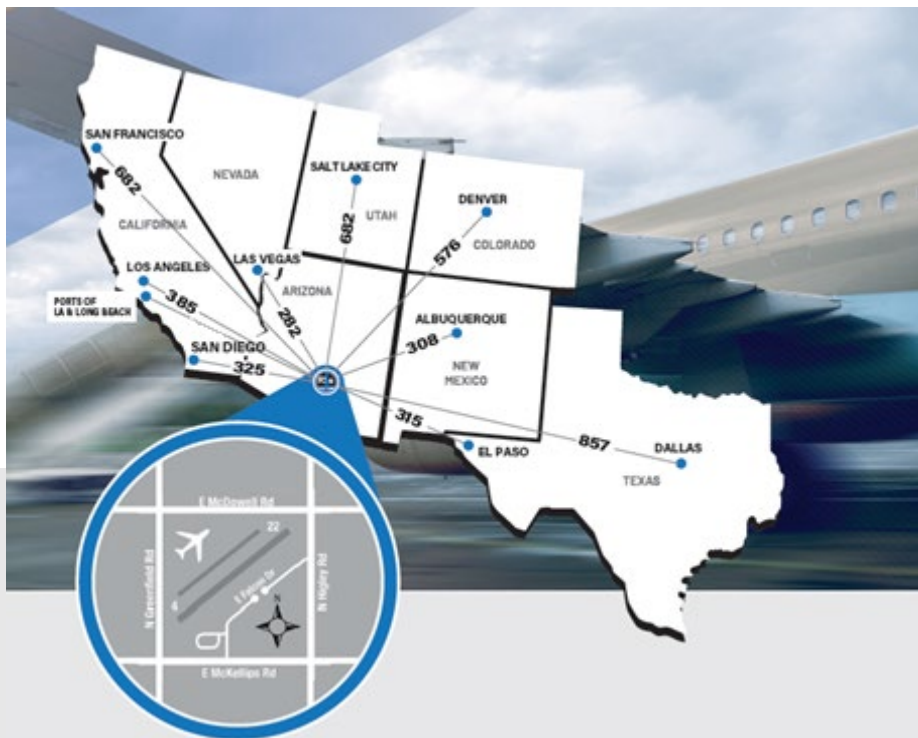 SAN FRANCISCO
682
NEVADA
SALT LAKE CITY
682
UTAH
DENVER
576
COLORADO
CALIFORNIA
LAS VEGAS
282
ARIZONA
LOS ANGELES
385
PORTS OF
LA & LONG BEACH
SAN DIGEO
325
ALBUQUERQUE
308
NEW
MEXICO
315
EL PASO
857
DALLAS
TEXAS
E McDowell Rd
22
N Greenfield Rd
4
E Falcon Dr
N
N Higley Rd
E McKellips Rd